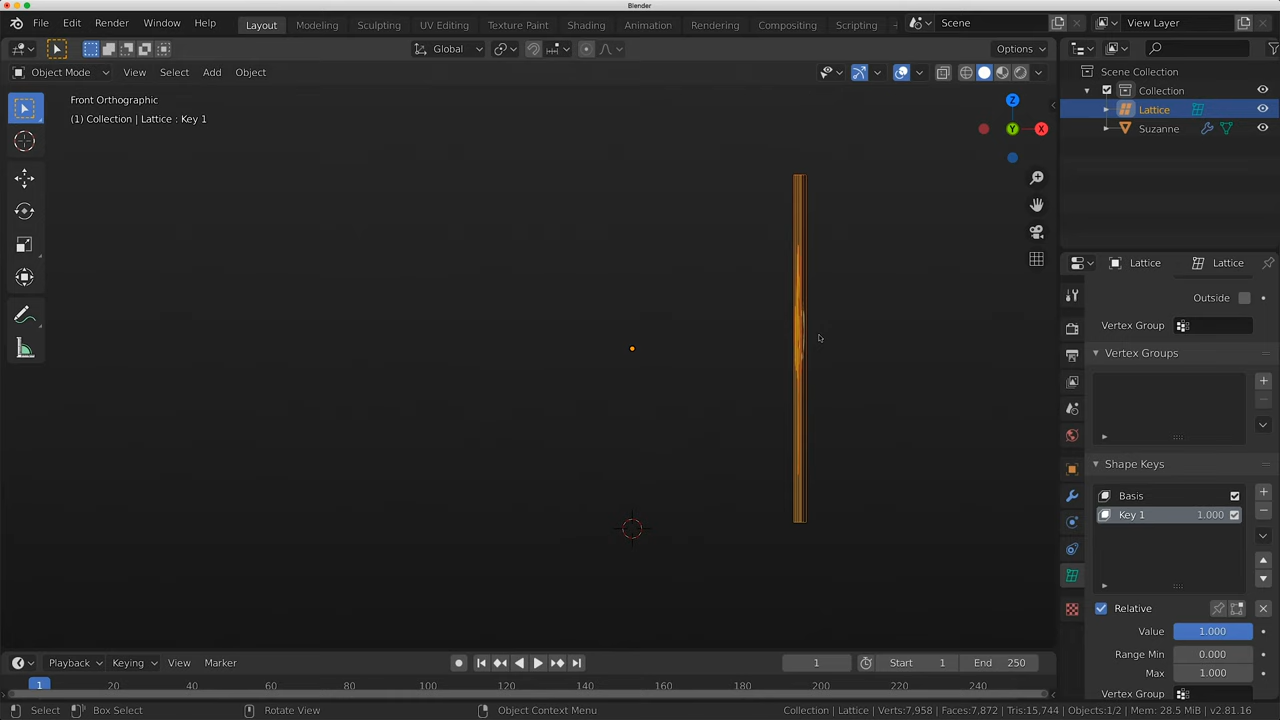 Blender
File Edit Render Window Help
Layout Modeling Sculpting UV Editing Texture Paint Shading Animation Rendering Compositing Scripting
Scene
View Layer
Global
Options
Object Mode View Select Add Object
Front Orthographic
(1) Collection | Lattice : Key 1
Z
Y
X
Scene Collection
Collection
Lattice
Suzanne
Lattice Lattice
Outside
Vertex Group
Vertex Groups
Shape Keys
Basis
Key 1 1.000
Relative
Value 1.000
Range Min 0.000
Max 1.000
Vertex Group
Playback Keying View Marker
1 Start 1 End 250
1 20 40 60 80 100 120 140 160 180 200 220 240
Select Box Select Rotate View Object Context Menu
Collection | Lattice | Verts:7,958 | Faces:7,872 | Tris:15,744 | Objects:1/2 | Mem: 28.5 MiB | v2.81.16